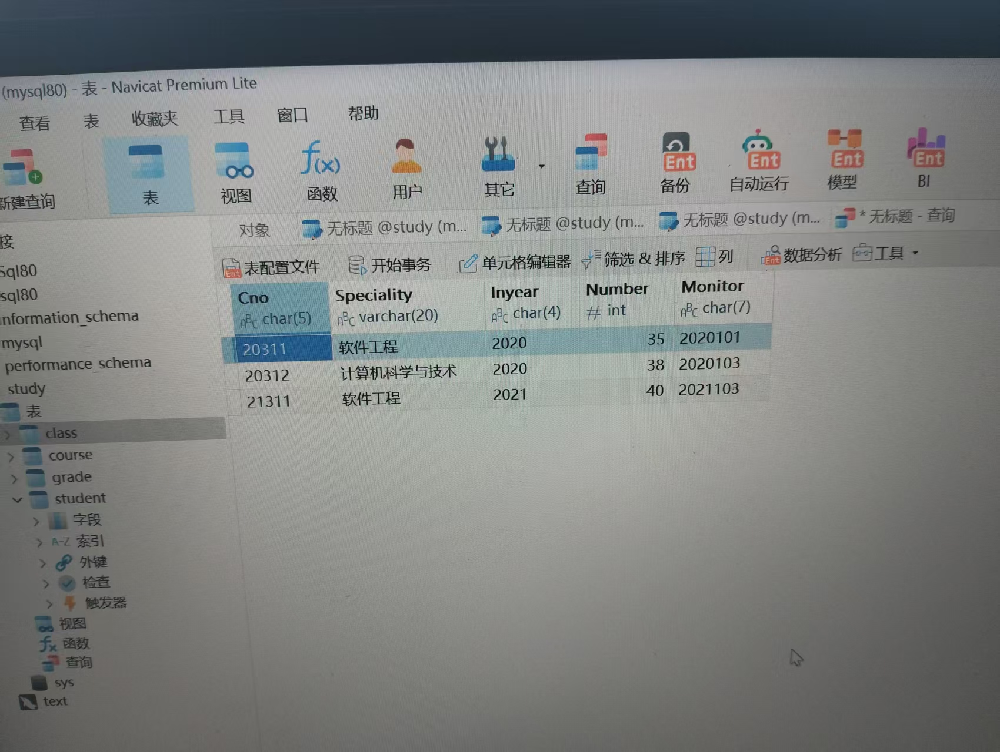 (mysql80) - 表 - Navicat Premium Lite
查看 表 收藏夹 工具 窗口 帮助
新建查询 表 视图 f(x) 函数 用户 其它 查询 Ent 备份 Ent 自动运行 Ent 模型 Ent BI
对象 无标题 @study (m... 无标题 @study (m... 无标题 @study (m... * 无标题 - 查询
Ent 表配置文件 开始事务 单元格编辑器 筛选 & 排序 列 Ent 数据分析 工具
Cno Speciality Inyear Number Monitor
ABC char(5) ABC varchar(20) ABC char(4) # int ABC char(7)
20311 软件工程 2020 35 2020101
20312 计算机科学与技术 2020 38 2020103
21311 软件工程 2021 40 2021103
接
Sql80
sql80
information_schema
mysql
performance_schema
study
表
class
course
grade
student
字段
A-Z 索引
外键
检查
触发器
视图
fx 函数
查询
sys
text